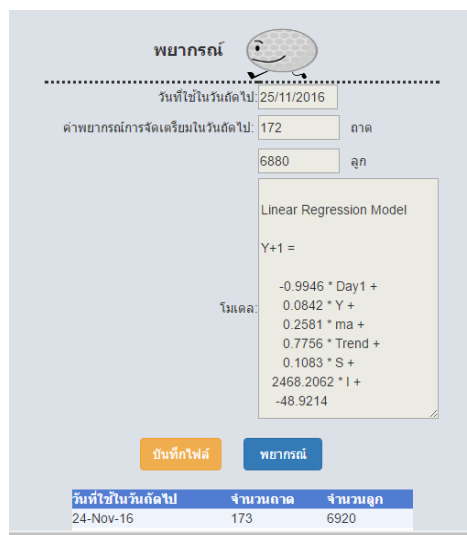 พยากรณ์
วันที่ใช้ในวันถัดไป: 25/11/2016
ค่าพยากรณ์การจัดเตรียมในวันถัดไป: 172 ถาด
6880 ลูก
Linear Regression Model
Y+1 =
-0.9946 * Day1 +
0.0842 * Y +
0.2581 * ma +
โมเดล: 0.7756 * Trend +
0.1083 * S +
2468.2062 * I +
-48.9214
บันทึกไฟล์ พยากรณ์
วันที่ใช้ในวันถัดไป จำนวนถาด จำนวนลูก
24-Nov-16 173 6920